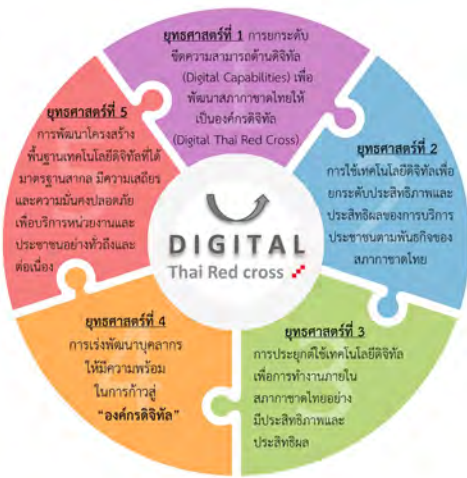 ยุทธศาสตร์ที่ 1 การยกระดับ
ขีดความสามารถด้านดิจิทัล
(Digital Capabilities) เพื่อ
พัฒนาสภากาชาดไทยให้
เป็นองค์กรดิจิทัล
(Digital Thai Red Cross)
ยุทธศาสตร์ที่ 2
การใช้เทคโนโลยีดิจิทัลเพื่อ
ยกระดับประสิทธิภาพและ
ประสิทธิผลของการบริการ
ประชาชนตามพันธกิจของ
สภากาชาดไทย
ยุทธศาสตร์ที่ 3
การประยุกต์ใช้เทคโนโลยีดิจิทัล
เพื่อการทำงานภายใน
สภากาชาดไทยอย่าง
มีประสิทธิภาพและ
ประสิทธิผล
ยุทธศาสตร์ที่ 4
การเร่งพัฒนาบุคลากร
ให้มีความพร้อม
ในการก้าวสู่
“องค์กรดิจิทัล”
ยุทธศาสตร์ที่ 5
การพัฒนาโครงสร้าง
พื้นฐานเทคโนโลยีดิจิทัลที่ได้
มาตรฐานสากล มีความเสถียร
และความมั่นคงปลอดภัย
เพื่อบริการหน่วยงานและ
ประชาชนอย่างทั่วถึงและ
ต่อเนื่อง
DIGITAL
Thai Red cross